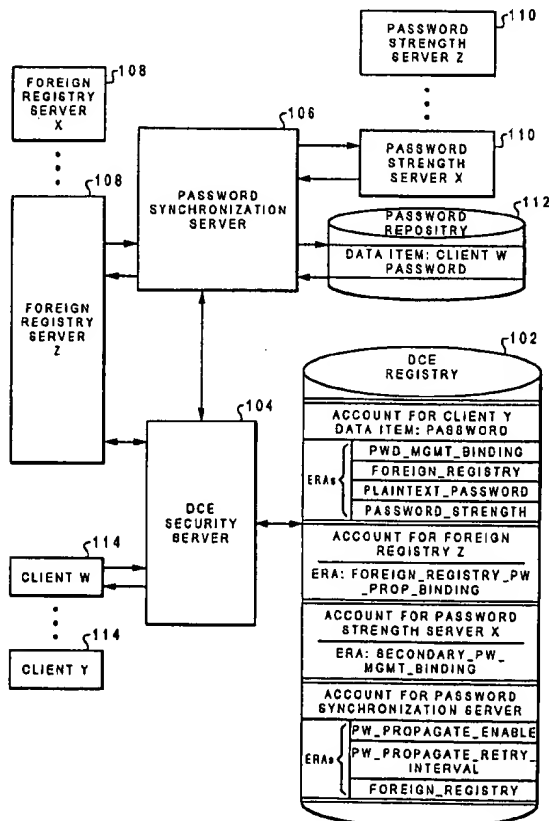 110
PASSWORD
STRENGTH
SERVER Z
108
FOREIGN
REGISTRY
SERVER
X
106
110
PASSWORD
STRENGTH
SERVER X
108
PASSWORD
SYNCHRONIZATION
SERVER
112
PASSWORD
REPOSITRY
DATA ITEM: CLIENT W
PASSWORD
FOREIGN
REGISTRY
SERVER
Z
102
DCE
REGISTRY
104
ACCOUNT FOR CLIENT Y
DATA ITEM: PASSWORD
ERAs
PWD_MGMT_BINDING
FOREIGN_REGISTRY
PLAINTEXT_PASSWORD
PASSWORD_STRENGTH
DCE
SECURITY
SERVER
ACCOUNT FOR FOREIGN
REGISTRY Z
ERA: FOREIGN_REGISTRY_PW
_PROP_BINDING
114
CLIENT W
ACCOUNT FOR PASSWORD
STRENGTH SERVER X
ERA: SECONDARY_PW_
MGMT_BINDING
114
CLIENT Y
ACCOUNT FOR PASSWORD
SYNCHRONIZATION SERVER
ERAs
PW_PROPAGATE_ENABLE
PW_PROPAGATE_RETRY_
INTERVAL
FOREIGN_REGISTRY